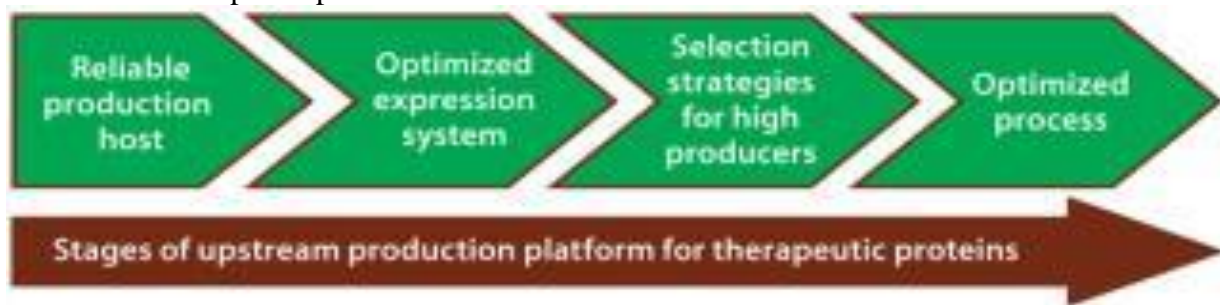 Reliable
production
host
Optimized
expression
system
Selection
strategies
for high
producers
Optimized
process
Stages of upstream production platform for therapeutic proteins